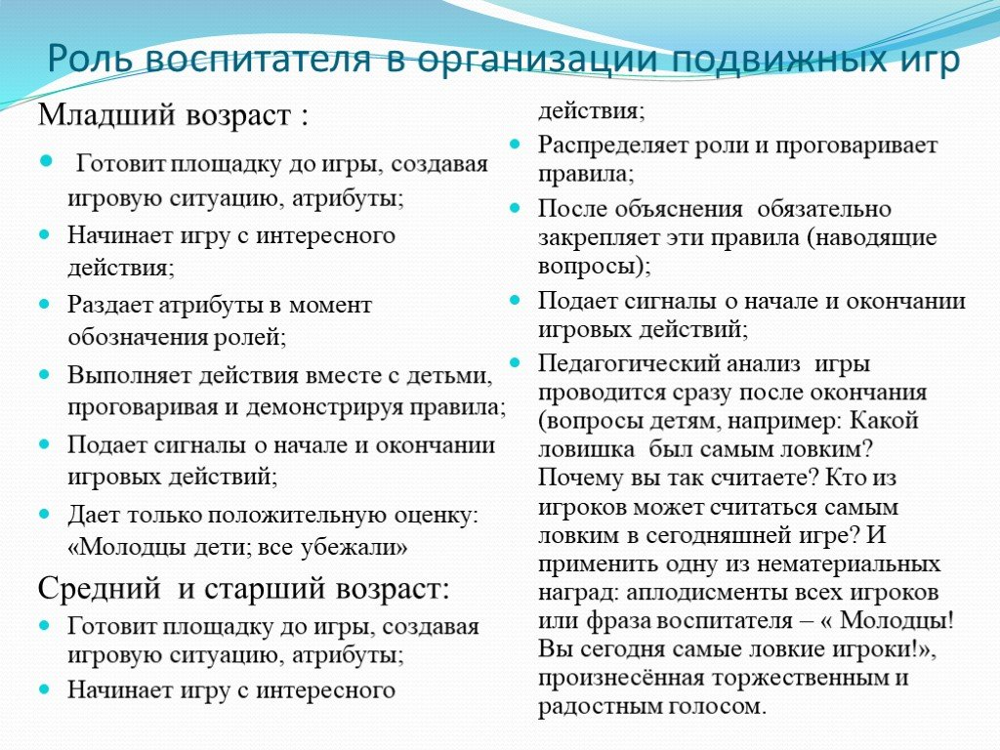 Роль воспитателя в организации подвижных игр
Младший возраст :
• Готовит площадку до игры, создавая
игровую ситуацию, атрибуты;
• Начинает игру с интересного
действия;
• Раздает атрибуты в момент
обозначения ролей;
• Выполняет действия вместе с детьми,
проговаривая и демонстрируя правила;
• Подает сигналы о начале и окончании
игровых действий;
• Дает только положительную оценку:
«Молодцы дети; все убежали»
Средний и старший возраст:
• Готовит площадку до игры, создавая
игровую ситуацию, атрибуты;
• Начинает игру с интересного
действия;
• Распределяет роли и проговаривает
правила;
• После объяснения обязательно
закрепляет эти правила (наводящие
вопросы);
• Подает сигналы о начале и окончании
игровых действий;
• Педагогический анализ игры
проводится сразу после окончания
(вопросы детям, например: Какой
ловишка был самым ловким?
Почему вы так считаете? Кто из
игроков может считаться самым
ловким в сегодняшней игре? И
применить одну из нематериальных
наград: аплодисменты всех игроков
или фраза воспитателя – « Молодцы!
Вы сегодня самые ловкие игроки!»,
произнесённая торжественным и
радостным голосом.